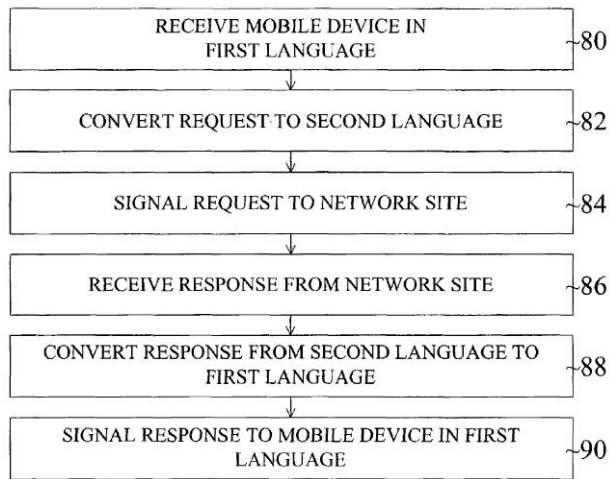 RECEIVE MOBILE DEVICE IN
FIRST LANGUAGE
~80
CONVERT REQUEST TO SECOND LANGUAGE
~82
SIGNAL REQUEST TO NETWORK SITE
~84
RECEIVE RESPONSE FROM NETWORK SITE
~86
CONVERT RESPONSE FROM SECOND LANGUAGE TO
FIRST LANGUAGE
~88
SIGNAL RESPONSE TO MOBILE DEVICE IN FIRST
LANGUAGE
~90